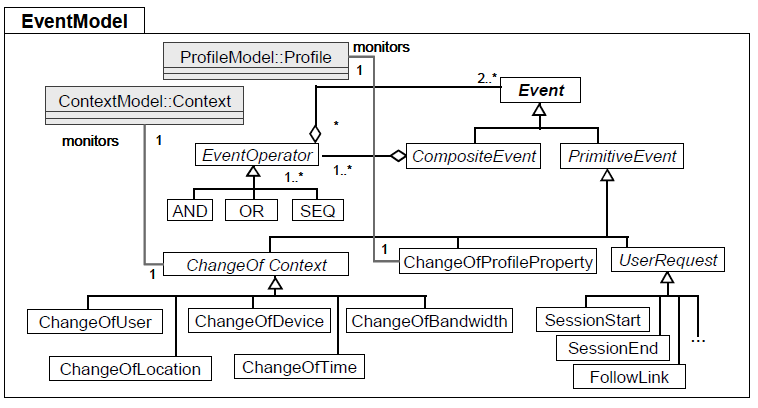 EventModel
ProfileModel::Profile
monitors
1
2..*
Event
ContextModel::Context
monitors
1
*
EventOperator
1..*
1..*
CompositeEvent
PrimitiveEvent
AND
OR
SEQ
1
ChangeOf Context
1
ChangeOfProfileProperty
UserRequest
ChangeOfUser
ChangeOfDevice
ChangeOfBandwidth
SessionStart
ChangeOfLocation
ChangeOfTime
SessionEnd
...
FollowLink